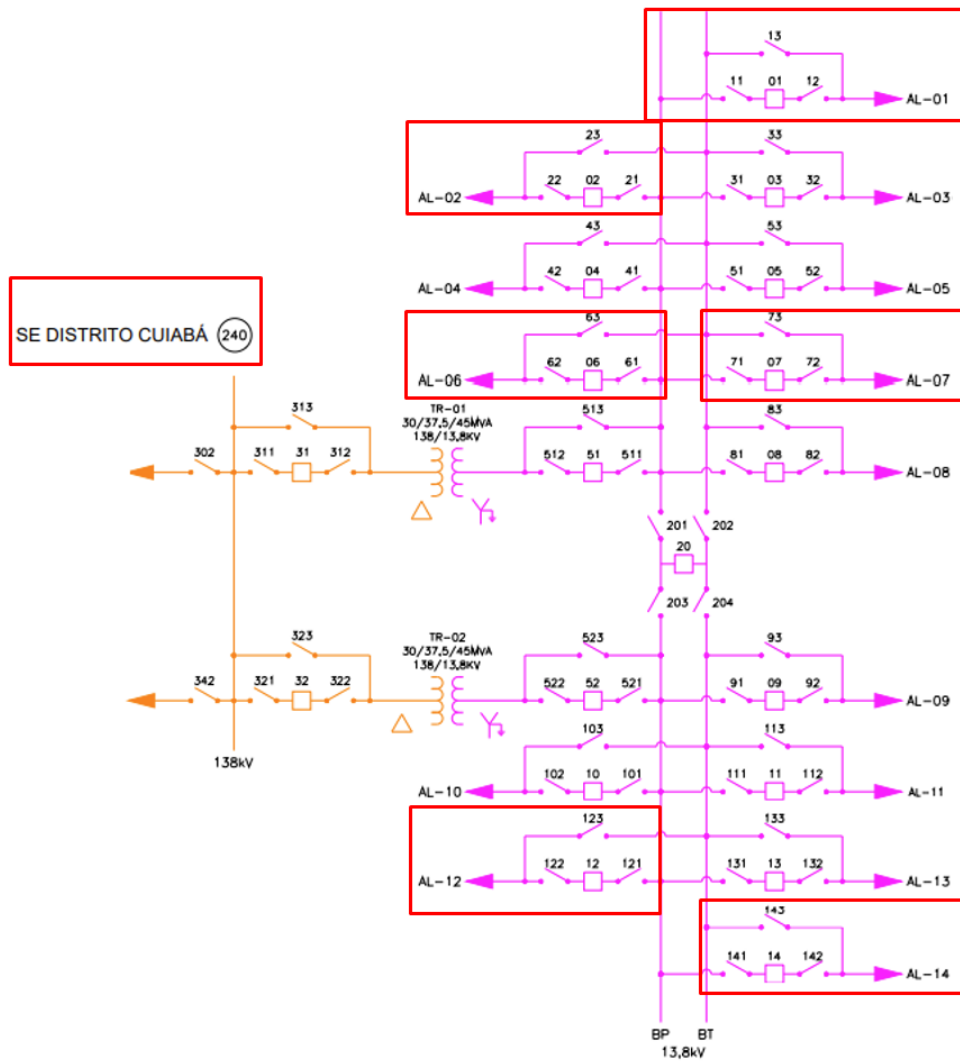 13
11 01 12
AL-01
23 33
22 02 21 31 03 32
AL-02 AL-03
43 53
42 04 41 51 05 52
AL-04 AL-05
SE DISTRITO CUIABÁ 240
63 73
62 06 61 71 07 72
AL-06 AL-07
TR-01
30/37,5/45MVA
138/13,8kV
313 513 83
302 311 31 312 512 51 511 81 08 82
AL-08
201 202
20
203 204
TR-02
30/37,5/45MVA
138/13,8KV
323 523 93
342 321 32 322 522 52 521 91 09 92
AL-09
138kV
103 113
102 10 101 111 11 112
AL-10 AL-11
123 133
122 12 121 131 13 132
AL-12 AL-13
143
141 14 142
AL-14
BP BT
13,8kV